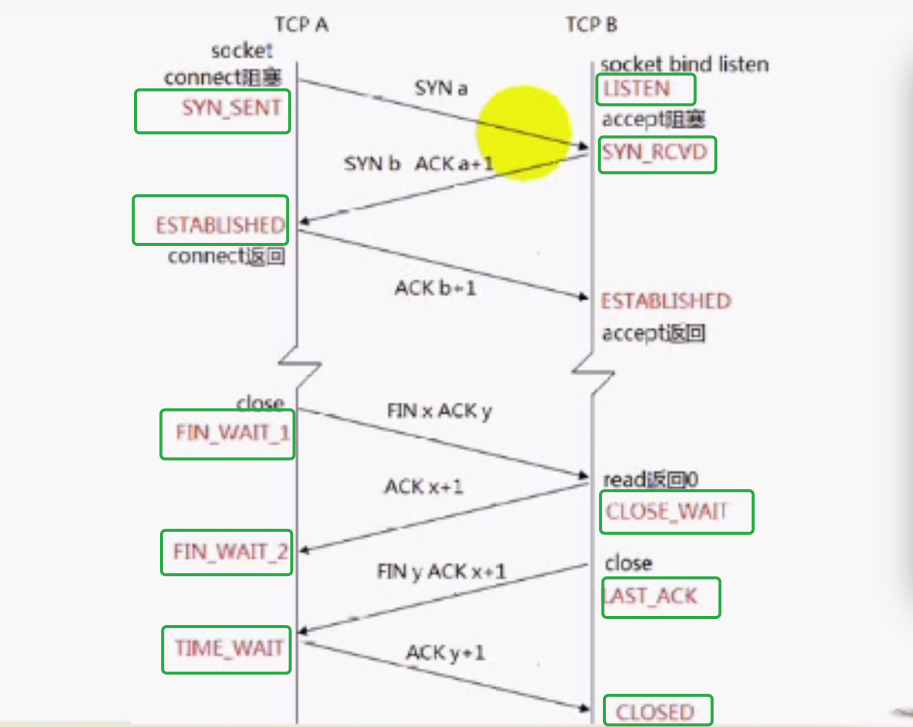 TCP A
TCP B
socket
connect阻塞
SYN_SENT
SYN a
socket bind listen
LISTEN
accept阻塞
SYN_RCVD
SYN b ACK a+1
ESTABLISHED
connect返回
ACK b+1
ESTABLISHED
accept返回
close
FIN_WAIT_1
FIN x ACK y
read返回0
ACK x+1
CLOSE_WAIT
FIN_WAIT_2
close
FIN y ACK x+1
LAST_ACK
TIME_WAIT
ACK y+1
CLOSED